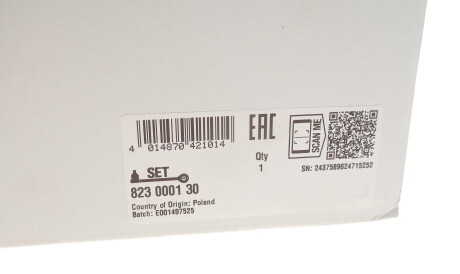 4 014870 421014
EAC
SCAN ME
Qty
1
SN: 2437589624715252
SET
823 0001 30
Country of Origin: Poland
Batch: E001497525